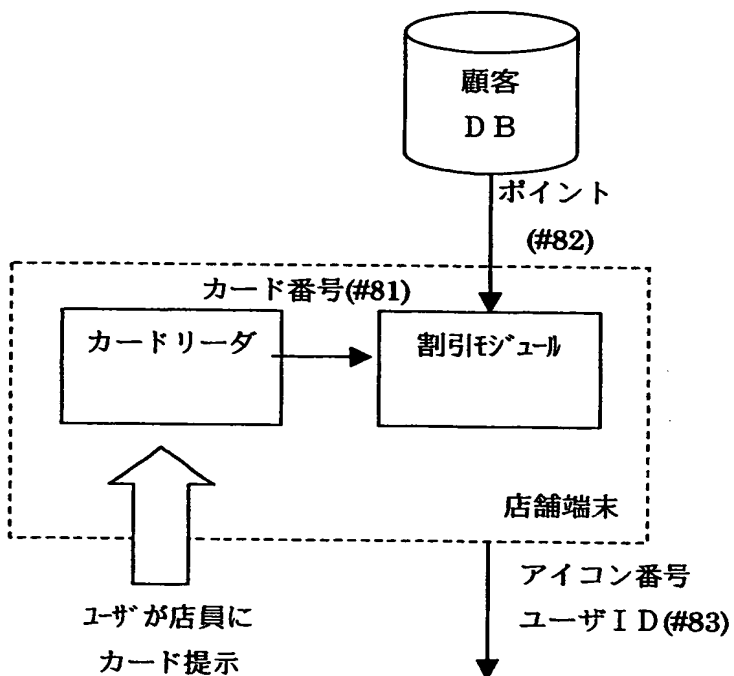 顧客
ＤＢ
ポイント
(#82)
カード番号(#81)
カードリーダ
割引ﾓｼﾞｭｰﾙ
店舗端末
アイコン番号
ユーザＩＤ(#83)
ﾕｰｻﾞが店員に
カード提示